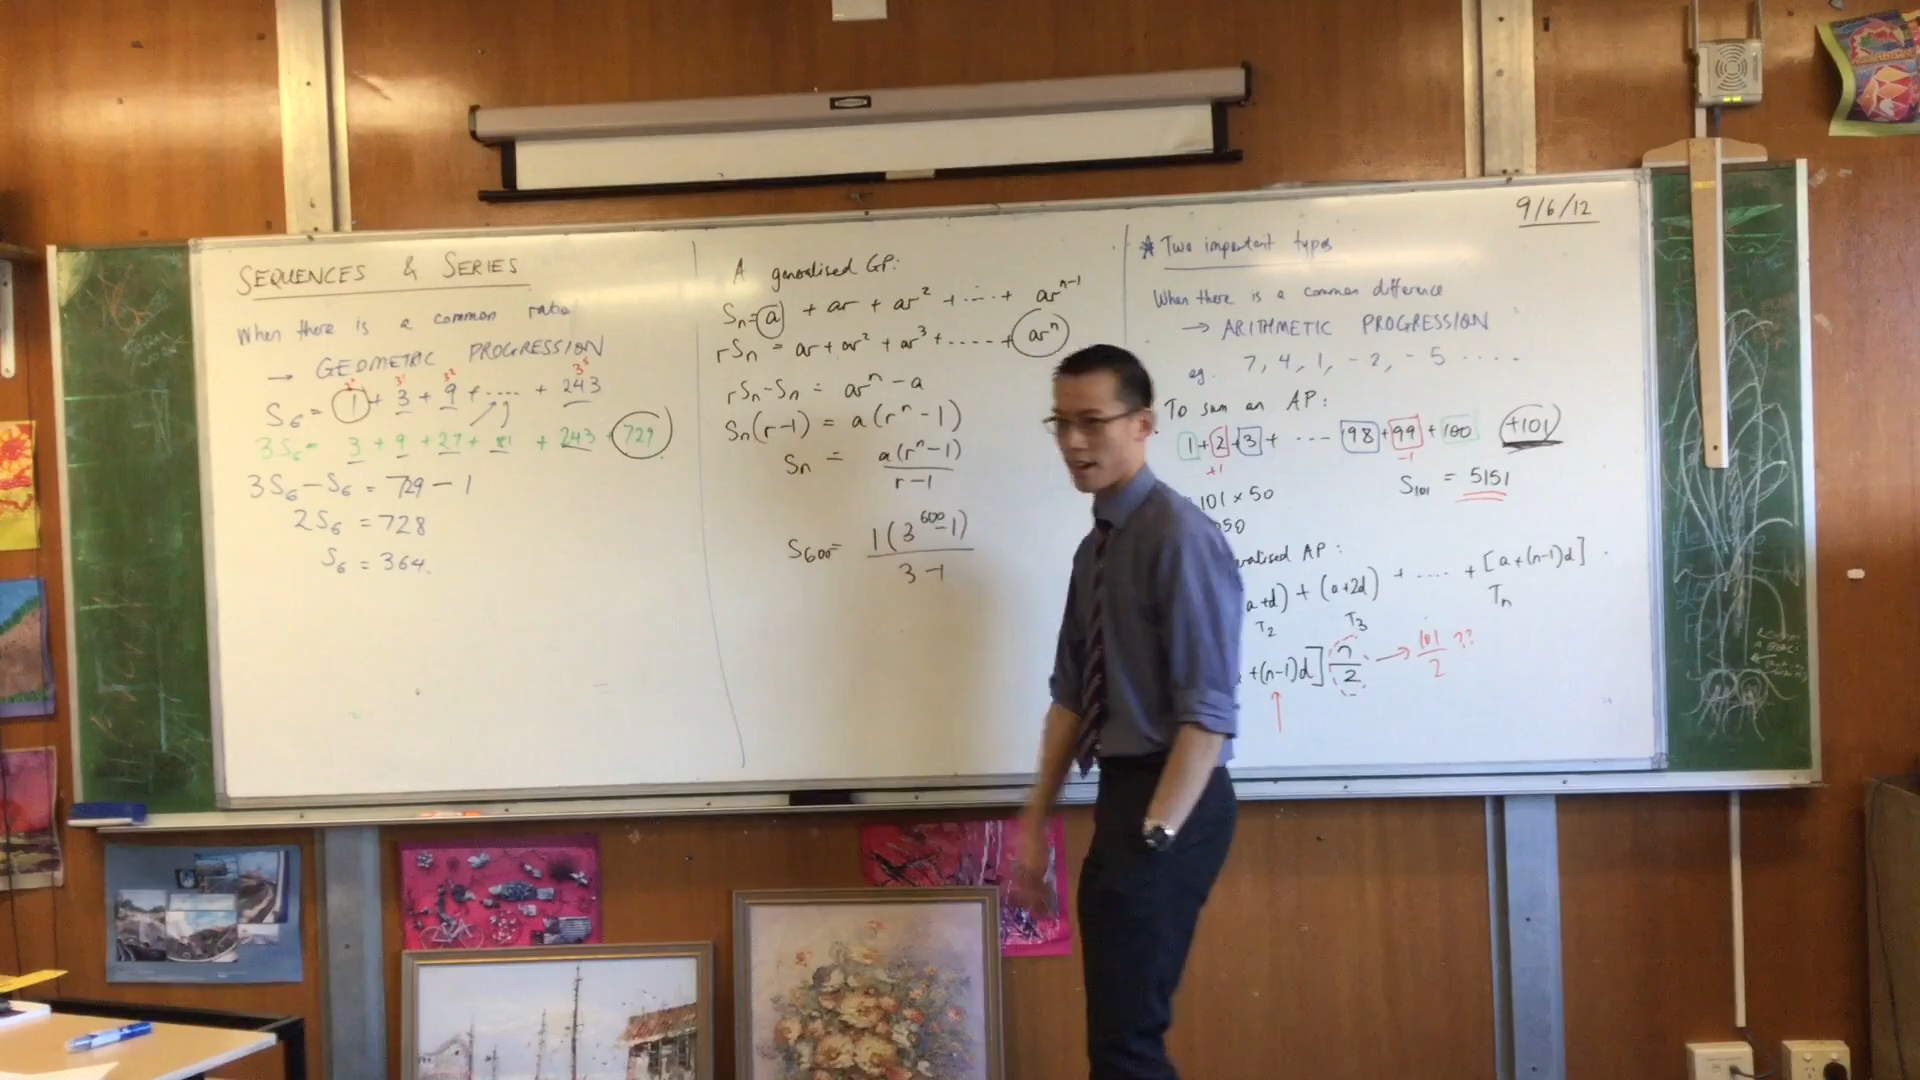 SEQUENCES & SERIES
When there is a common ratio
→ GEOMETRIC PROGRESSION
3⁰ 3¹ 3² 3⁵
S₆ = 1 + 3 + 9 + .... + 243
3S₆ = 3 + 9 + 27 + 81 + 243 + 729
3S₆ - S₆ = 729 - 1
2S₆ = 728
S₆ = 364.
A generalised GP:
Sₙ = a + ar + ar² + .... + arⁿ⁻¹
rSₙ = ar + ar² + ar³ + ..... + arⁿ
rSₙ - Sₙ = arⁿ - a
Sₙ(r-1) = a(rⁿ-1)
Sₙ = a(rⁿ-1)
r-1
S₆₀₀ = 1(3⁶⁰⁰-1)
3-1
9/6/12
* Two important types
When there is a common difference
→ ARITHMETIC PROGRESSION
eg. 7, 4, 1, -2, -5 ....
To sum an AP:
1 + 2 + 3 + ... 98 + 99 + 100 +101
+1 -1
101 × 50
S₁₀₁ = 5151
AP:
a+d) + (a+2d) + .... + [a+(n-1)d]
T₂ T₃ Tₙ
+(n-1)d] n/2 → 101/2 ??